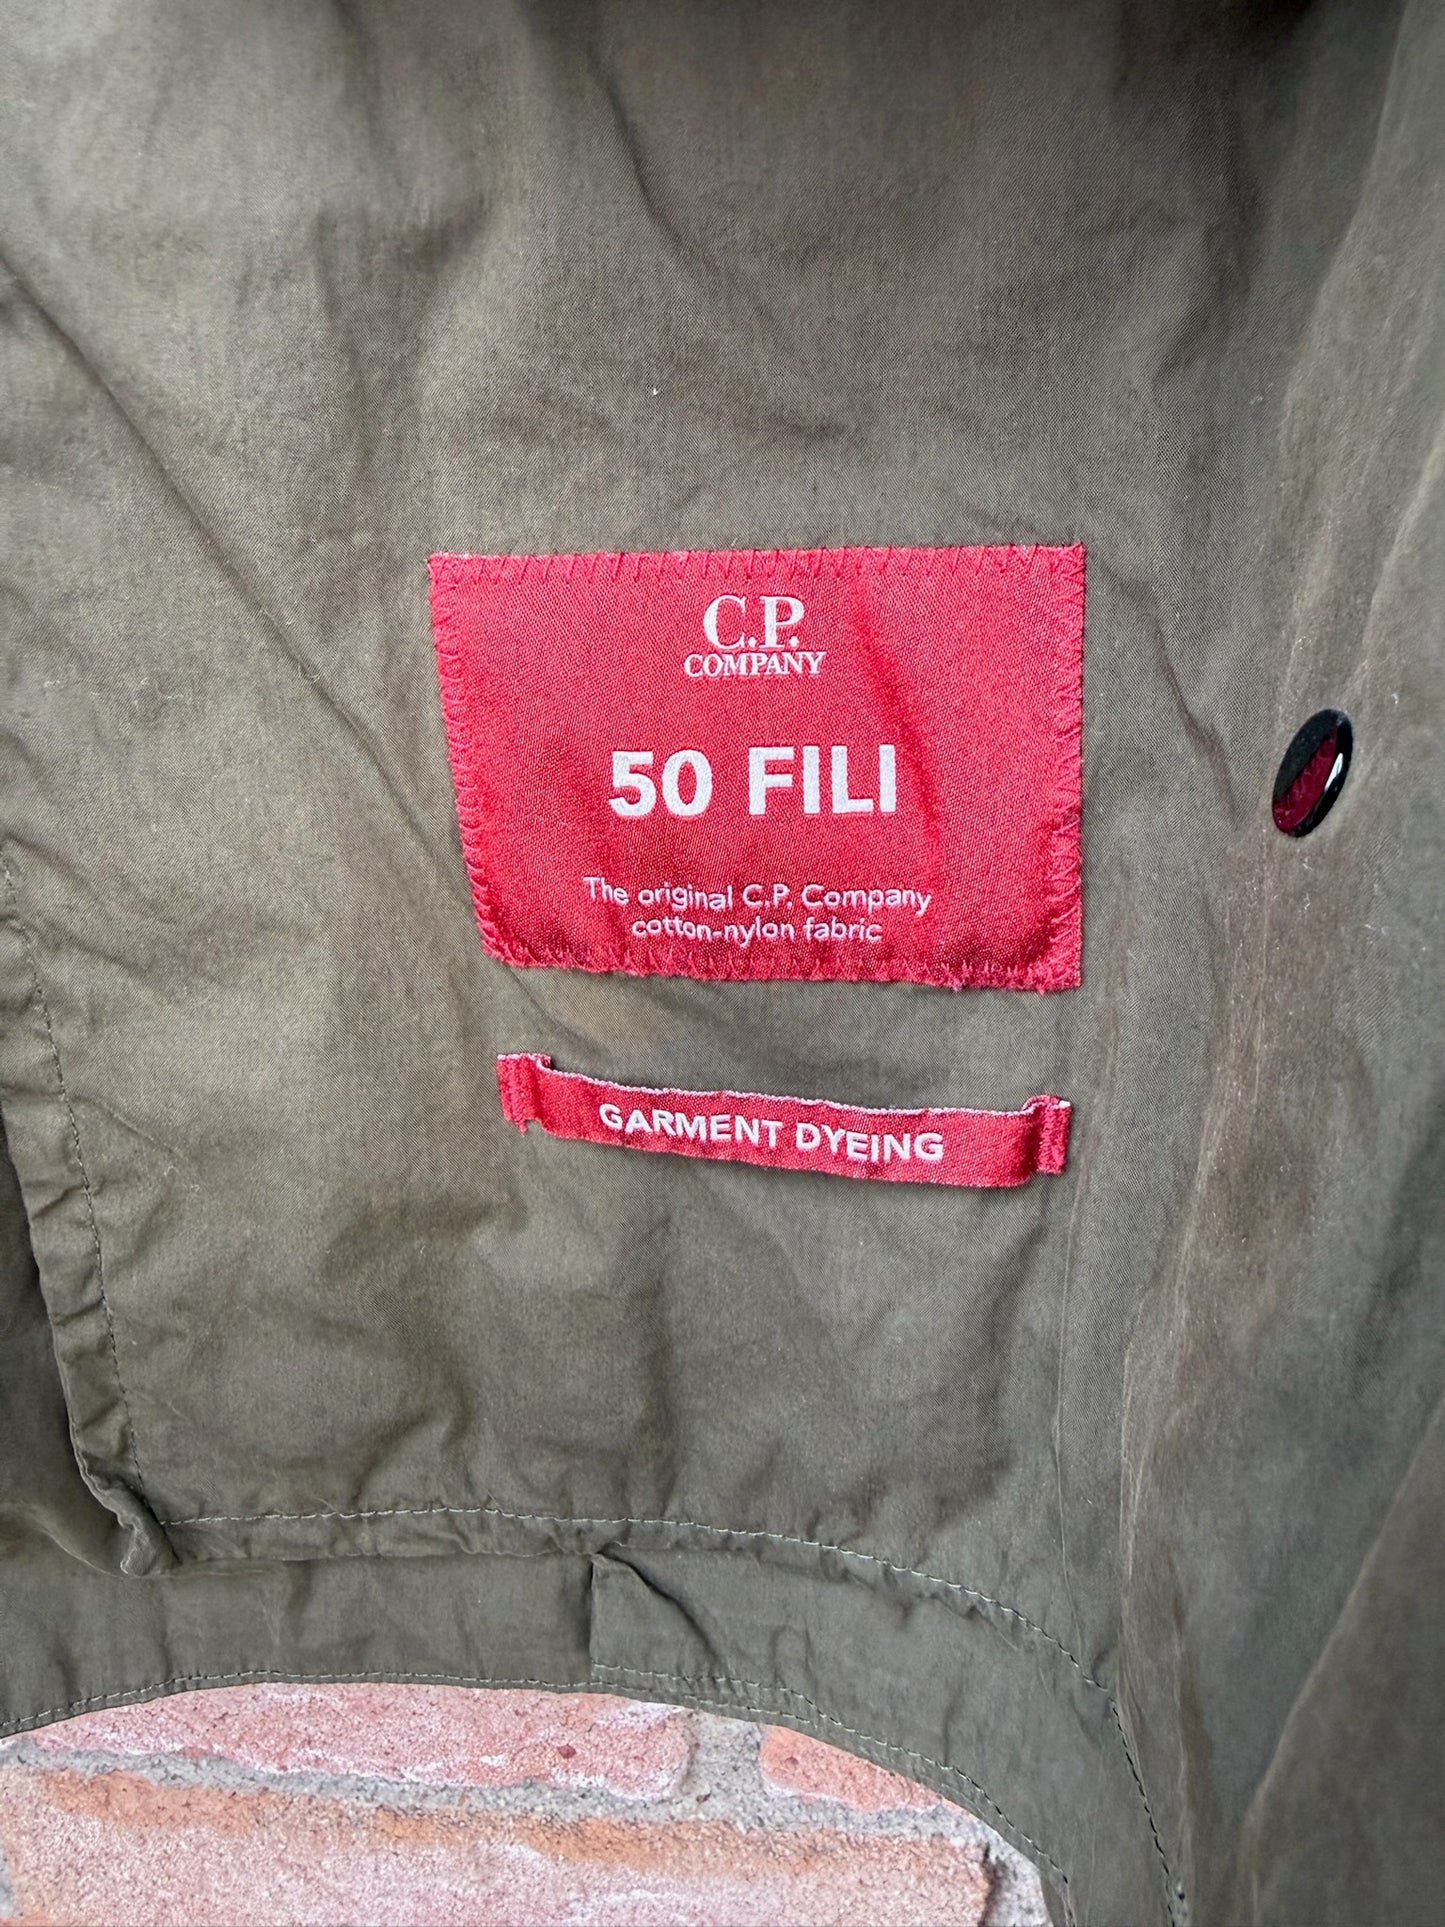 C.P.
COMPANY
50 FILI
The original C.P. Company
cotton-nylon fabric
GARMENT DYEING